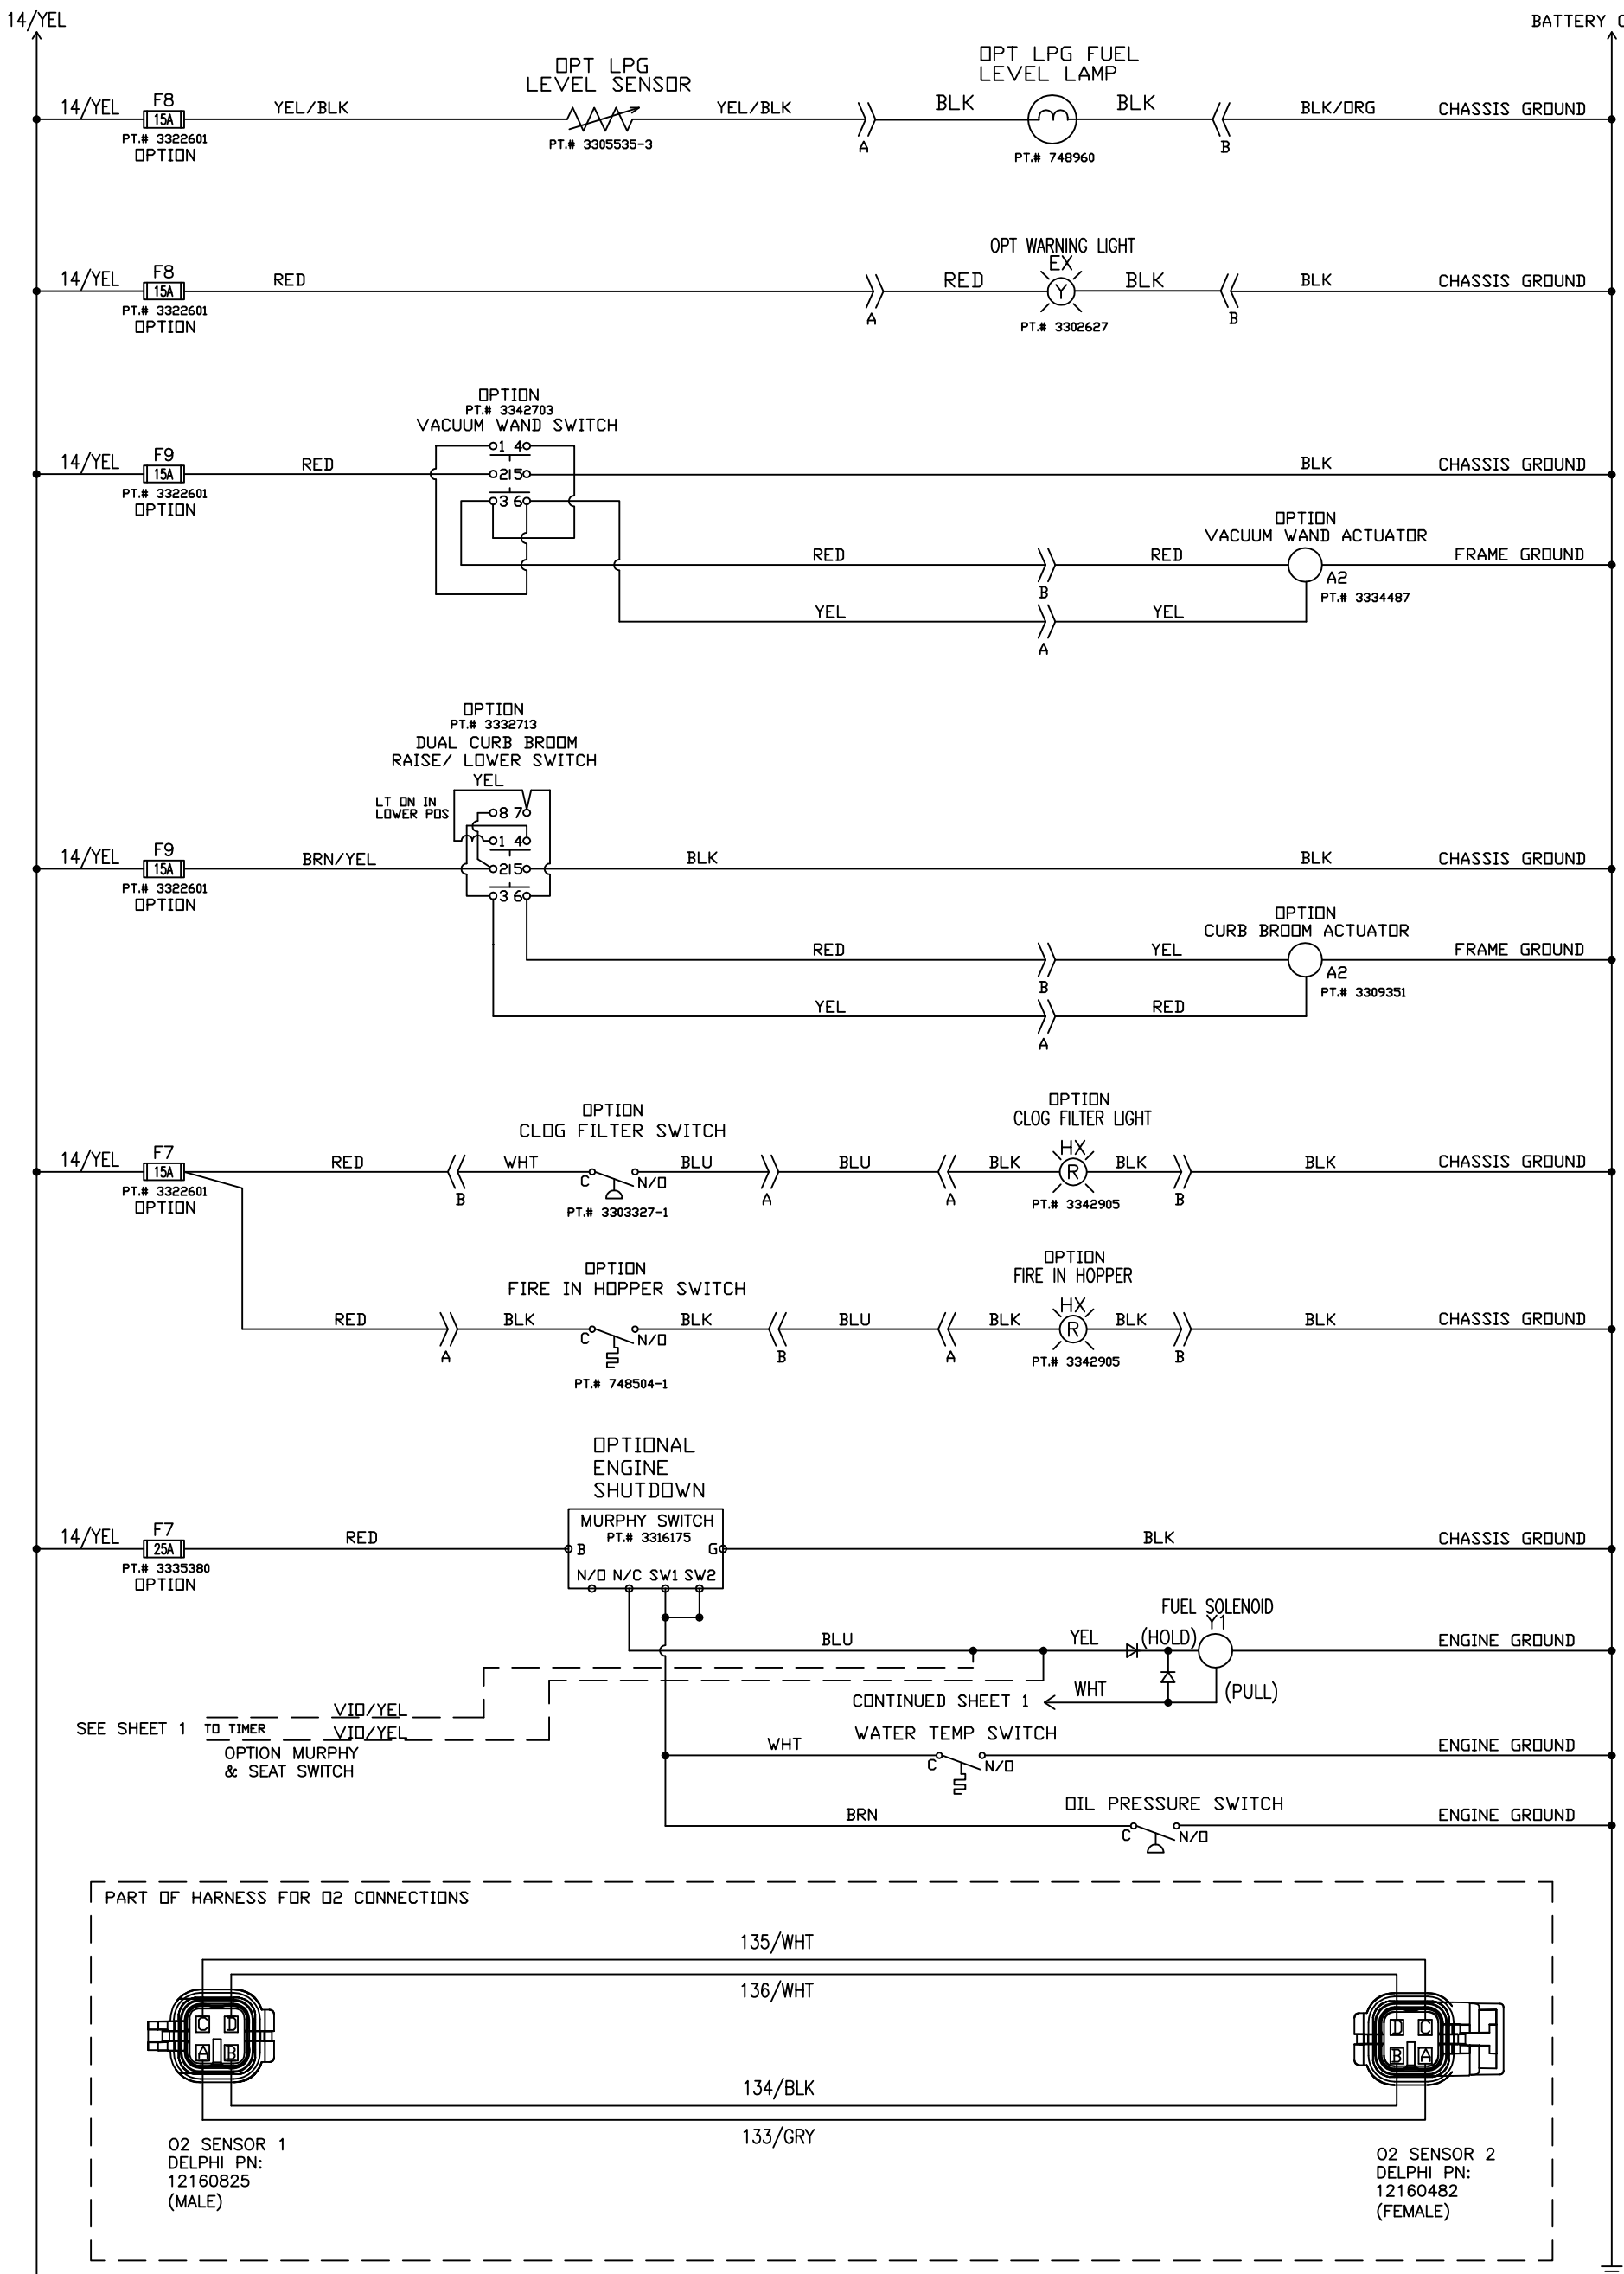 14/YEL
BATTERY
OPT LPG
LEVEL SENSOR
OPT LPG FUEL
LEVEL LAMP
14/YEL F8 YEL/BLK YEL/BLK BLK BLK BLK/ORG CHASSIS GROUND
15A
PT.# 3322601
OPTION
PT.# 3305535-3
A
PT.# 748960
B
OPT WARNING LIGHT
EX
14/YEL F8 RED RED Y BLK BLK CHASSIS GROUND
15A
PT.# 3322601
OPTION
A
PT.# 3302627
B
OPTION
PT.# 3342703
VACUUM WAND SWITCH
1 4
14/YEL F9 RED 2 5 BLK CHASSIS GROUND
15A
PT.# 3322601
OPTION
3 6
OPTION
VACUUM WAND ACTUATOR
RED RED FRAME GROUND
B
A2
PT.# 3334487
YEL YEL
A
OPTION
PT.# 3332713
DUAL CURB BROOM
RAISE/ LOWER SWITCH
YEL
LT ON IN
LOWER POS
8 7
1 4
14/YEL F9 BRN/YEL 2 5 BLK BLK CHASSIS GROUND
15A
PT.# 3322601
OPTION
3 6
OPTION
CURB BROOM ACTUATOR
RED YEL FRAME GROUND
B
A2
PT.# 3309351
YEL RED
A
OPTION
CLOG FILTER SWITCH
OPTION
CLOG FILTER LIGHT
HX
14/YEL F7 RED WHT BLU BLU BLK R BLK BLK CHASSIS GROUND
15A
PT.# 3322601
OPTION
B
C N/O
PT.# 3303327-1
A A
PT.# 3342905
B
OPTION
FIRE IN HOPPER SWITCH
OPTION
FIRE IN HOPPER
HX
RED BLK BLK BLU BLK R BLK BLK CHASSIS GROUND
A
C N/O
PT.# 748504-1
B A
PT.# 3342905
B
OPTIONAL
ENGINE
SHUTDOWN
MURPHY SWITCH
PT.# 3316175
14/YEL F7 RED B G BLK CHASSIS GROUND
25A
PT.# 3335380
OPTION
N/O N/C SW1 SW2
FUEL SOLENOID
Y1
BLU YEL (HOLD) ENGINE GROUND
CONTINUED SHEET 1 WHT (PULL)
SEE SHEET 1 TO TIMER VIO/YEL
VIO/YEL
OPTION MURPHY
& SEAT SWITCH
WATER TEMP SWITCH
WHT C N/O ENGINE GROUND
OIL PRESSURE SWITCH
BRN C N/O ENGINE GROUND
PART OF HARNESS FOR O2 CONNECTIONS
135/WHT
136/WHT
C D D C
A B B A
134/BLK
133/GRY
O2 SENSOR 1
DELPHI PN:
12160825
(MALE)
O2 SENSOR 2
DELPHI PN:
12160482
(FEMALE)